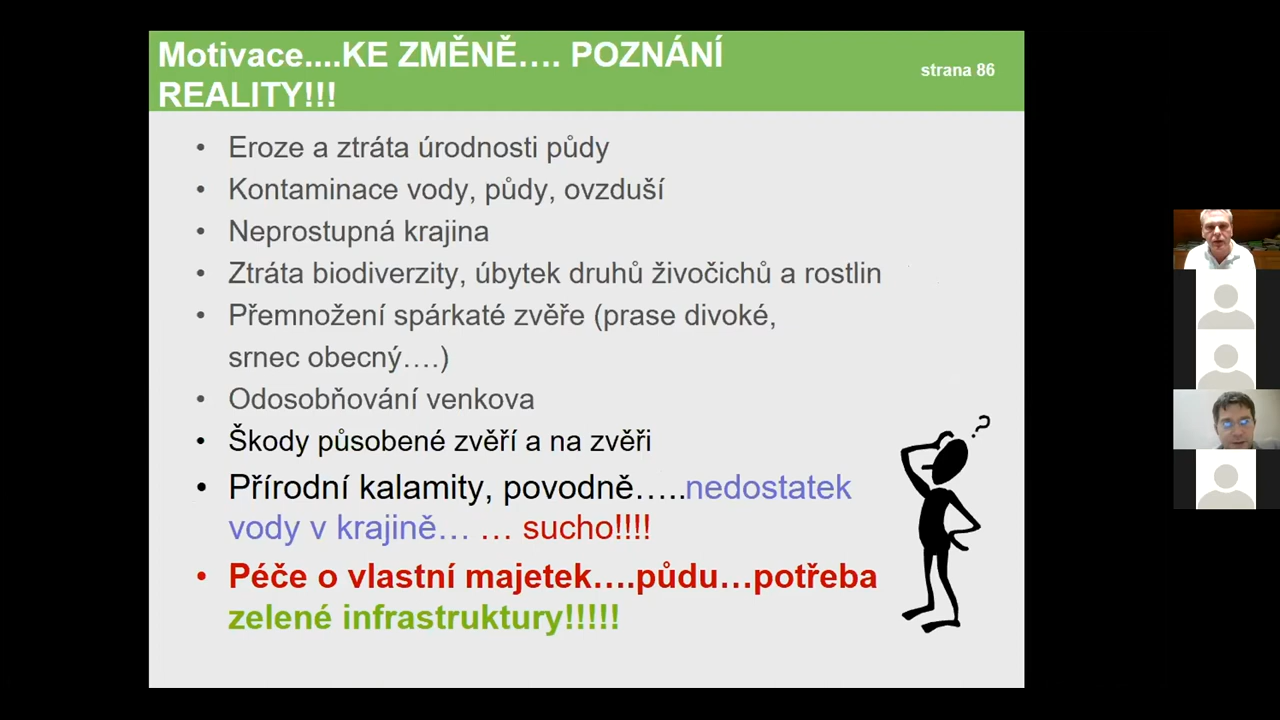 Motivace....KE ZMĚNĚ…. POZNÁNÍ
REALITY!!!
strana 86
• Eroze a ztráta úrodnosti půdy
• Kontaminace vody, půdy, ovzduší
• Neprostupná krajina
• Ztráta biodiverzity, úbytek druhů živočichů a rostlin
• Přemnožení spárkaté zvěře (prase divoké,
srnec obecný….)
• Odosobňování venkova
• Škody působené zvěří a na zvěři
• Přírodní kalamity, povodně…..nedostatek
vody v krajině… … sucho!!!!
• Péče o vlastní majetek….půdu…potřeba
zelené infrastruktury!!!!!
?